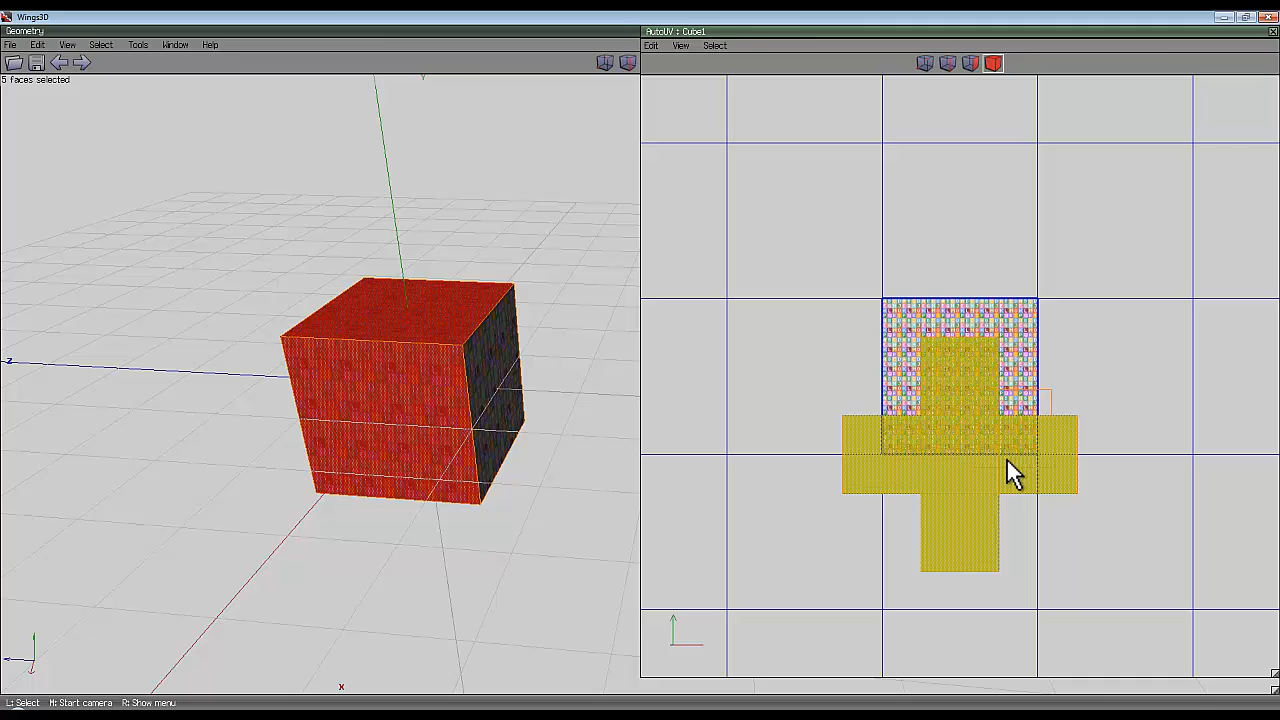 Wings3D
Geometry
File Edit View Select Tools Window Help
5 faces selected
Y
Z
X
L: Select M: Start camera R: Show menu
AutoUV : Cube1
Edit View Select